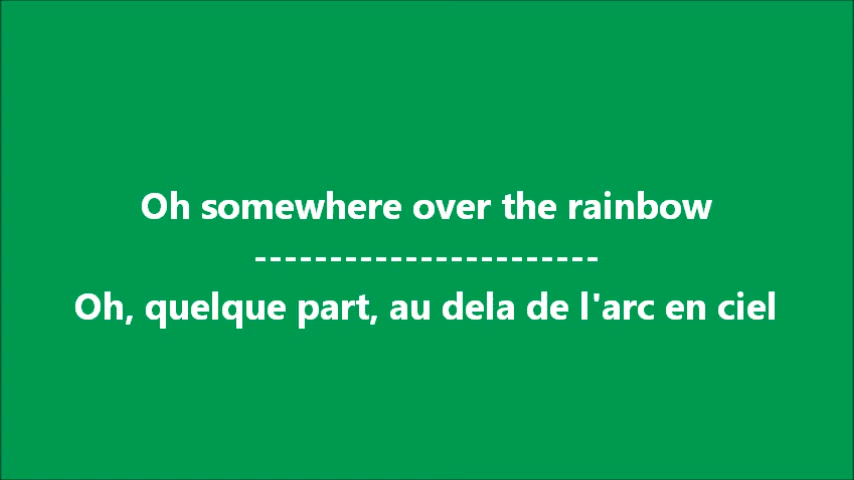 Oh somewhere over the rainbow
-----------------------
Oh, quelque part, au dela de l'arc en ciel